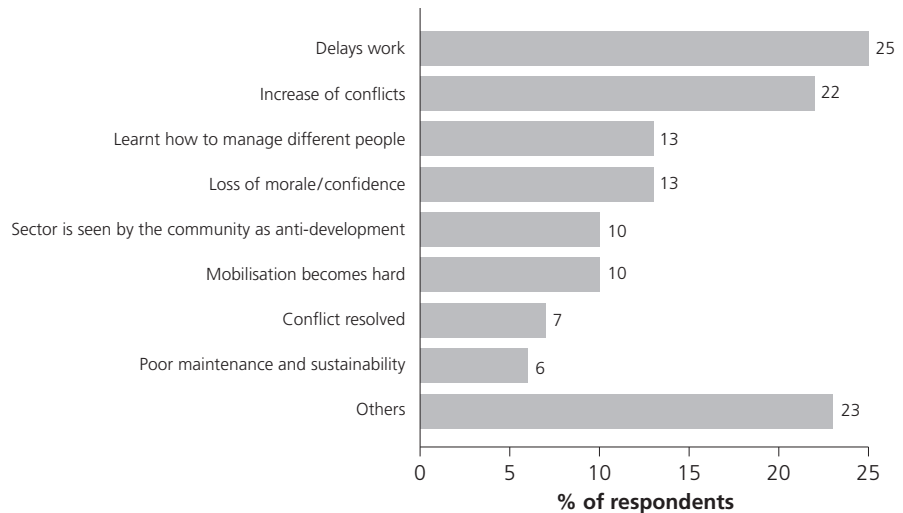 Delays work 25
Increase of conflicts 22
Learnt how to manage different people 13
Loss of morale/confidence 13
Sector is seen by the community as anti-development 10
Mobilisation becomes hard 10
Conflict resolved 7
Poor maintenance and sustainability 6
Others 23
0 5 10 15 20 25
% of respondents